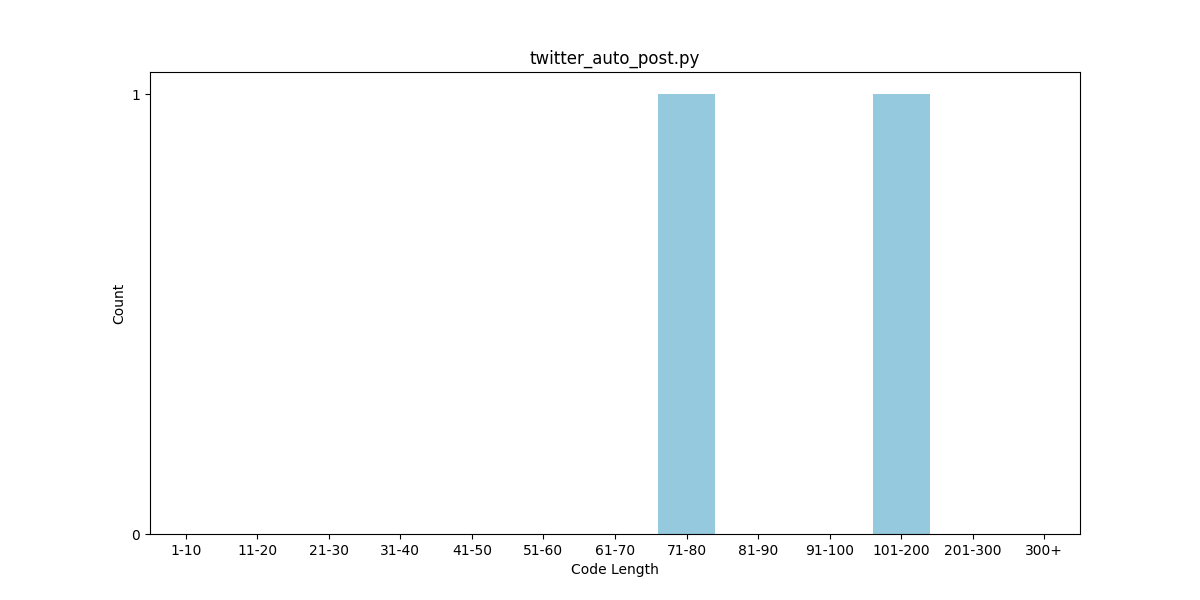 twitter_auto_post.py
1
Count
0
1-10 11-20 21-30 31-40 41-50 51-60 61-70 71-80 81-90 91-100 101-200 201-300 300+
Code Length